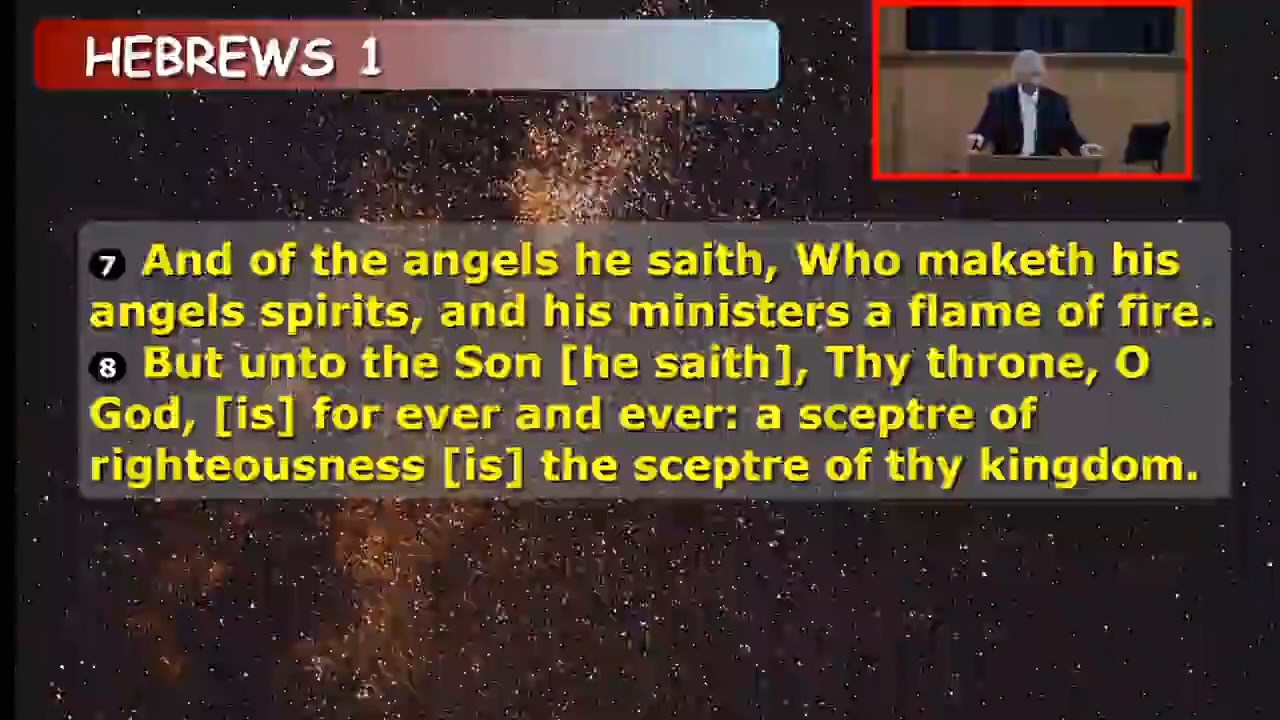 HEBREWS 1
7 And of the angels he saith, Who maketh his
angels spirits, and his ministers a flame of fire.
8 But unto the Son [he saith], Thy throne, O
God, [is] for ever and ever: a sceptre of
righteousness [is] the sceptre of thy kingdom.